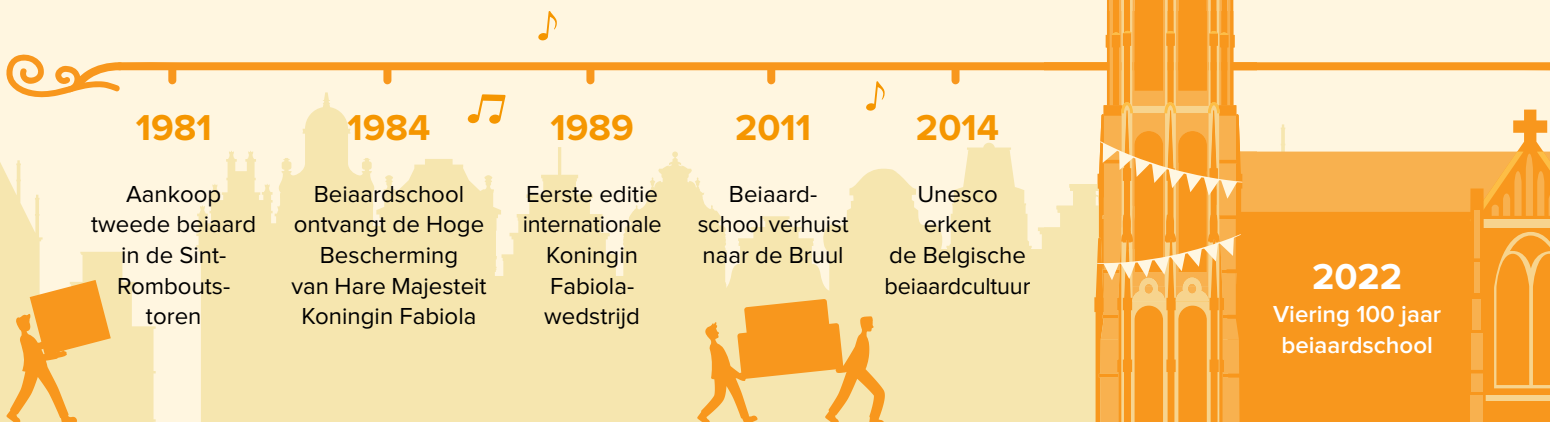 1981
Aankoop
tweede beiaard
in de Sint-
Rombouts-
toren
1984
Beiaardschool
ontvangt de Hoge
Bescherming
van Hare Majesteit
Koningin Fabiola
1989
Eerste editie
internationale
Koningin
Fabiola-
wedstrijd
2011
Beiaard-
school verhuist
naar de Bruul
2014
Unesco
erkent
de Belgische
beiaardcultuur
2022
Viering 100 jaar
beiaardschool